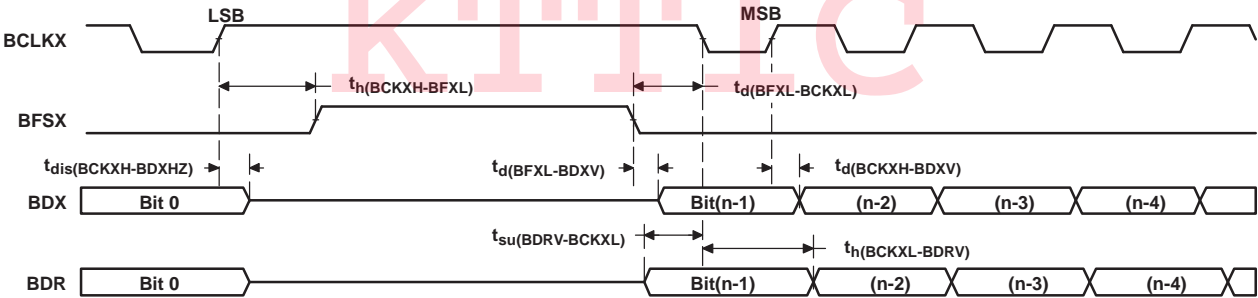 LSB MSB
BCLKX
th(BCKXH-BFXL) td(BFXL-BCKXL)
BFSX
tdis(BCKXH-BDXHZ) td(BFXL-BDXV) td(BCKXH-BDXV)
BDX Bit 0 Bit(n-1) (n-2) (n-3) (n-4)
tsu(BDRV-BCKXL) th(BCKXL-BDRV)
BDR Bit 0 Bit(n-1) (n-2) (n-3) (n-4)